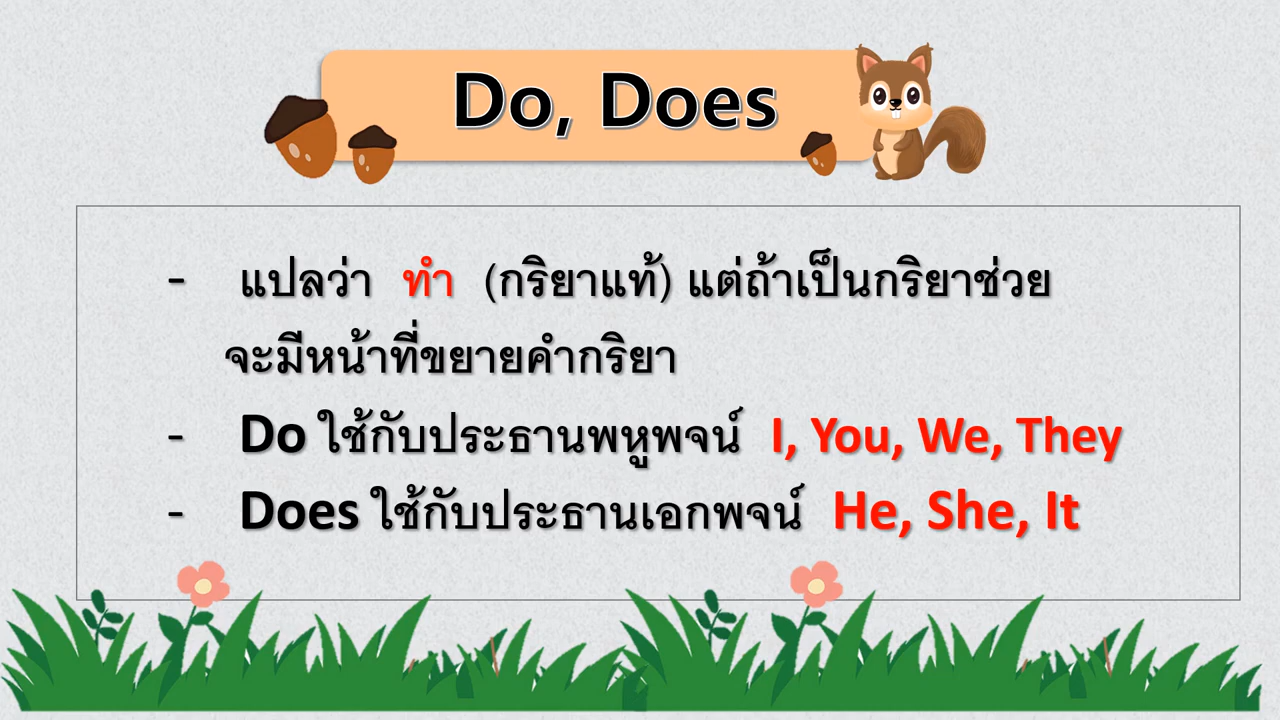 Do, Does
- แปลว่า ทำ (กริยาแท้) แต่ถ้าเป็นกริยาช่วย
จะมีหน้าที่ขยายคำกริยา
- Do ใช้กับประธานพหูพจน์ I, You, We, They
- Does ใช้กับประธานเอกพจน์ He, She, It